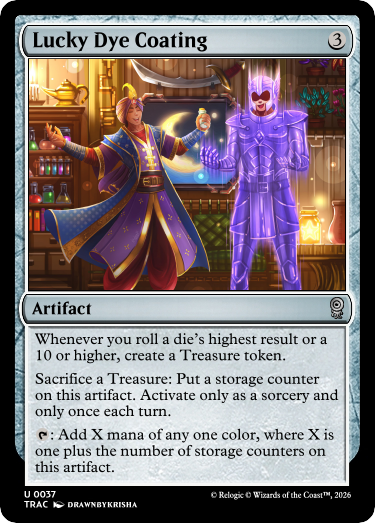 Lucky Dye Coating 3
Artifact
Whenever you roll a die's highest result or a
10 or higher, create a Treasure token.
Sacrifice a Treasure: Put a storage counter
on this artifact. Activate only as a sorcery and
only once each turn.
: Add X mana of any one color, where X is
one plus the number of storage counters on
this artifact.
U 0037
TRAC DRAWNBYKRISHA
© Relogic © Wizards of the Coast™, 2026